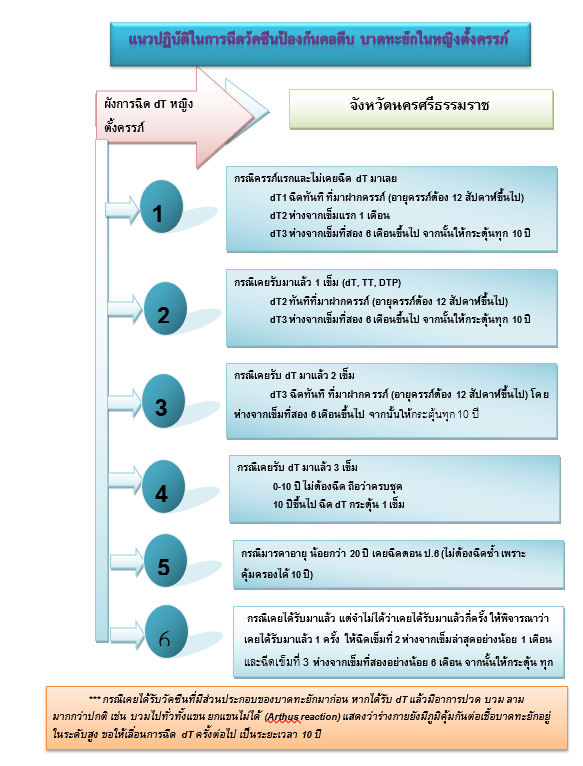 แนวปฏิบัติในการฉีดวัคซีนป้องกันคอตีบ บาดทะยักในหญิงตั้งครรภ์
ผังการฉีด dT หญิง
ตั้งครรภ์
จังหวัดนครศรีธรรมราช
1
กรณีครรภ์แรกและไม่เคยฉีด dT มาเลย
dT1 ฉีดทันที ที่มาฝากครรภ์ (อายุครรภ์ต้อง 12 สัปดาห์ขึ้นไป)
dT2 ห่างจากเข็มแรก 1 เดือน
dT3 ห่างจากเข็มที่สอง 6 เดือนขึ้นไป จากนั้นให้กระตุ้นทุก 10 ปี
2
กรณีเคยรับมาแล้ว 1 เข็ม (dT, TT, DTP)
dT2 ทันทีที่มาฝากครรภ์ (อายุครรภ์ต้อง 12 สัปดาห์ขึ้นไป)
dT3 ห่างจากเข็มที่สอง 6 เดือนขึ้นไป จากนั้นให้กระตุ้นทุก 10 ปี
3
กรณีเคยรับ dT มาแล้ว 2 เข็ม
dT3 ฉีดทันที ที่มาฝากครรภ์ (อายุครรภ์ต้อง 12 สัปดาห์ขึ้นไป) โดย
ห่างจากเข็มที่สอง 6 เดือนขึ้นไป จากนั้นให้กระตุ้นทุก 10 ปี
4
กรณีเคยรับ dT มาแล้ว 3 เข็ม
0-10 ปี ไม่ต้องฉีด ถือว่าครบชุด
10 ปีขึ้นไป ฉีด dT กระตุ้น 1 เข็ม
5
กรณีมารดาอายุ น้อยกว่า 20 ปี เคยฉีดตอน ป.6 (ไม่ต้องฉีดซ้ำ เพราะ
คุ้มครองได้ 10 ปี)
6
กรณีเคยได้รับมาแล้ว แต่จำไม่ได้ว่าเคยได้รับมาแล้วกี่ครั้ง ให้พิจารณาว่า
เคยได้รับมาแล้ว 1 ครั้ง ให้ฉีดเข็มที่ 2 ห่างจากเข็มล่าสุดอย่างน้อย 1 เดือน
และฉีดเข็มที่ 3 ห่างจากเข็มที่สองอย่างน้อย 6 เดือน จากนั้นให้กระตุ้น ทุก
*** กรณีเคยได้รับวัคซีนที่มีส่วนประกอบของบาดทะยักมาก่อน หากได้รับ dT แล้วมีอาการปวด บวม ลาม
มากกว่าปกติ เช่น บวมไปทั่วทั้งแขน ยกแขนไม่ได้ (Arthus reaction) แสดงว่าร่างกายยังมีภูมิคุ้มกันต่อเชื้อบาดทะยักอยู่
ในระดับสูง ขอให้เลื่อนการฉีด dT ครั้งต่อไป เป็นระยะเวลา 10 ปี